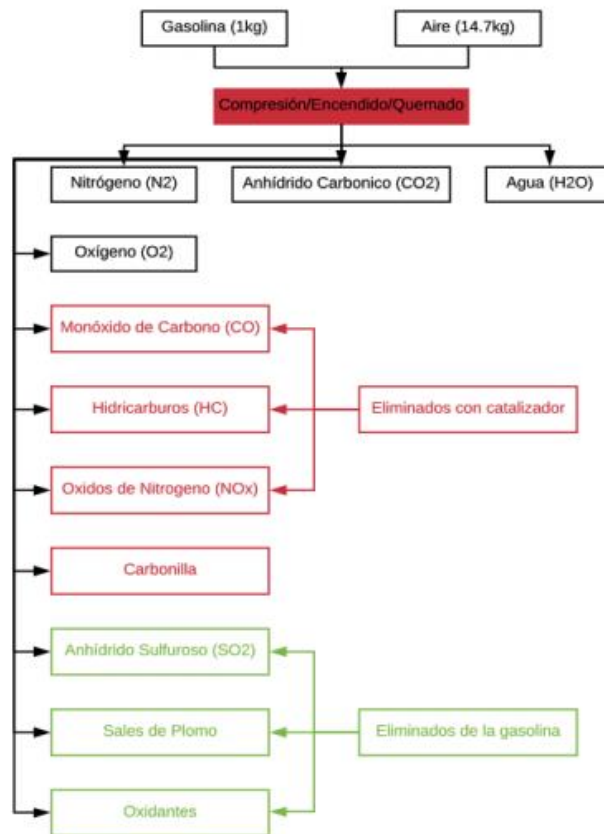 Gasolina (1kg)
Aire (14.7kg)
Compresión/Encendido/Quemado
Nitrógeno (N2)
Anhídrido Carbonico (CO2)
Agua (H2O)
Oxígeno (O2)
Monóxido de Carbono (CO)
Hidricarburos (HC)
Eliminados con catalizador
Oxidos de Nitrogeno (NOx)
Carbonilla
Anhídrido Sulfuroso (SO2)
Sales de Plomo
Eliminados de la gasolina
Oxidantes